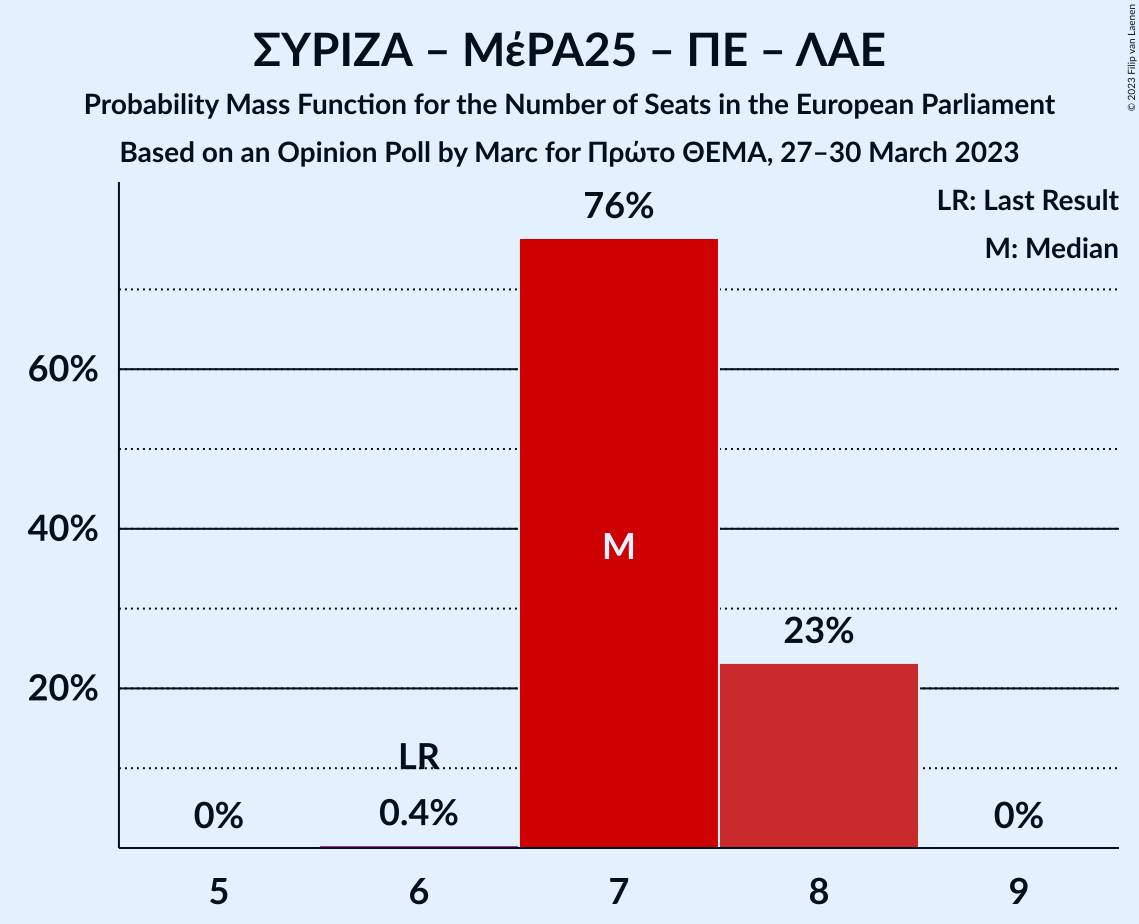 ΣΥΡΙΖΑ – ΜέΡΑ25 – ΠΕ – ΛΑΕ
Probability Mass Function for the Number of Seats in the European Parliament
Based on an Opinion Poll by Marc for Πρώτο ΘΕΜΑ, 27–30 March 2023
© 2023 Filip van Laenen
LR: Last Result
M: Median
76%
60%
40%
M
23%
20%
LR
0%
0.4%
0%
5
6
7
8
9